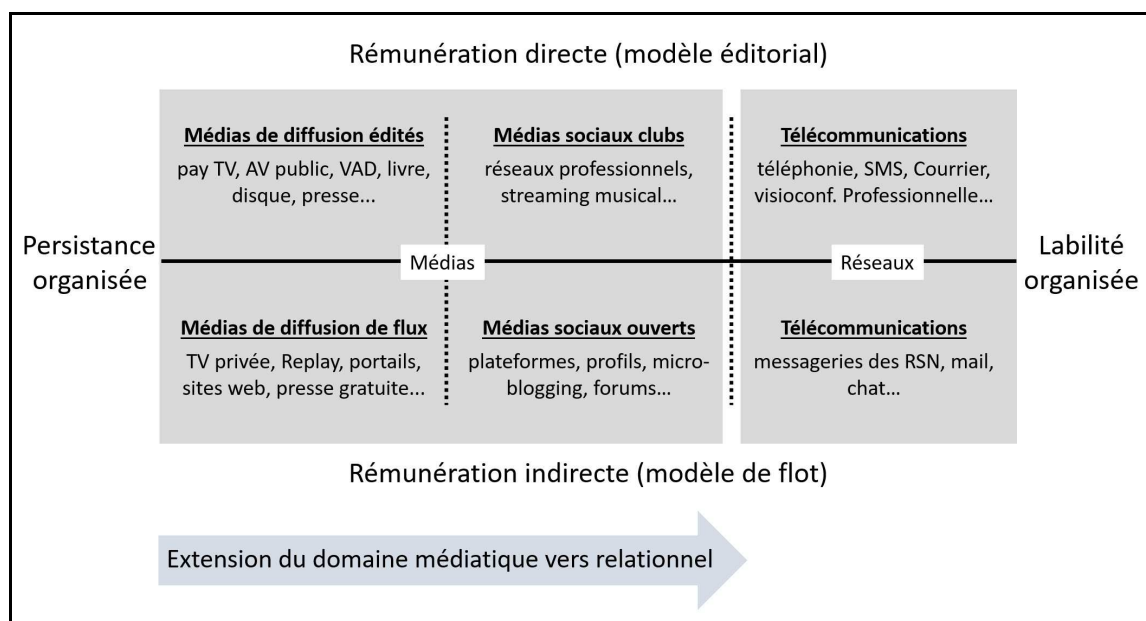 Rémunération directe (modèle éditorial)
Médias de diffusion édités
pay TV, AV public, VAD, livre,
disque, presse...
Médias sociaux clubs
réseaux professionnels,
streaming musical…
Télécommunications
téléphonie, SMS, Courrier,
visioconf. Professionnelle…
Persistance
organisée
Médias
Réseaux
Labilité
organisée
Médias de diffusion de flux
TV privée, Replay, portails,
sites web, presse gratuite...
Médias sociaux ouverts
plateformes, profils, micro-
blogging, forums…
Télécommunications
messageries des RSN, mail,
chat…
Rémunération indirecte (modèle de flot)
Extension du domaine médiatique vers relationnel